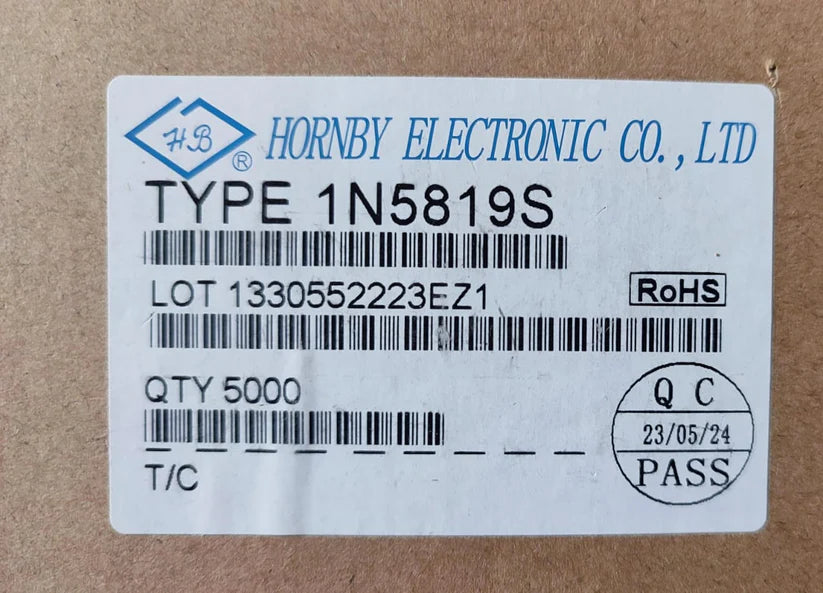 HB ® HORNBY ELECTRONIC CO., LTD
TYPE 1N5819S
LOT 1330552223EZ1
RoHS
QTY 5000
Q C
23/05/24
PASS
T/C